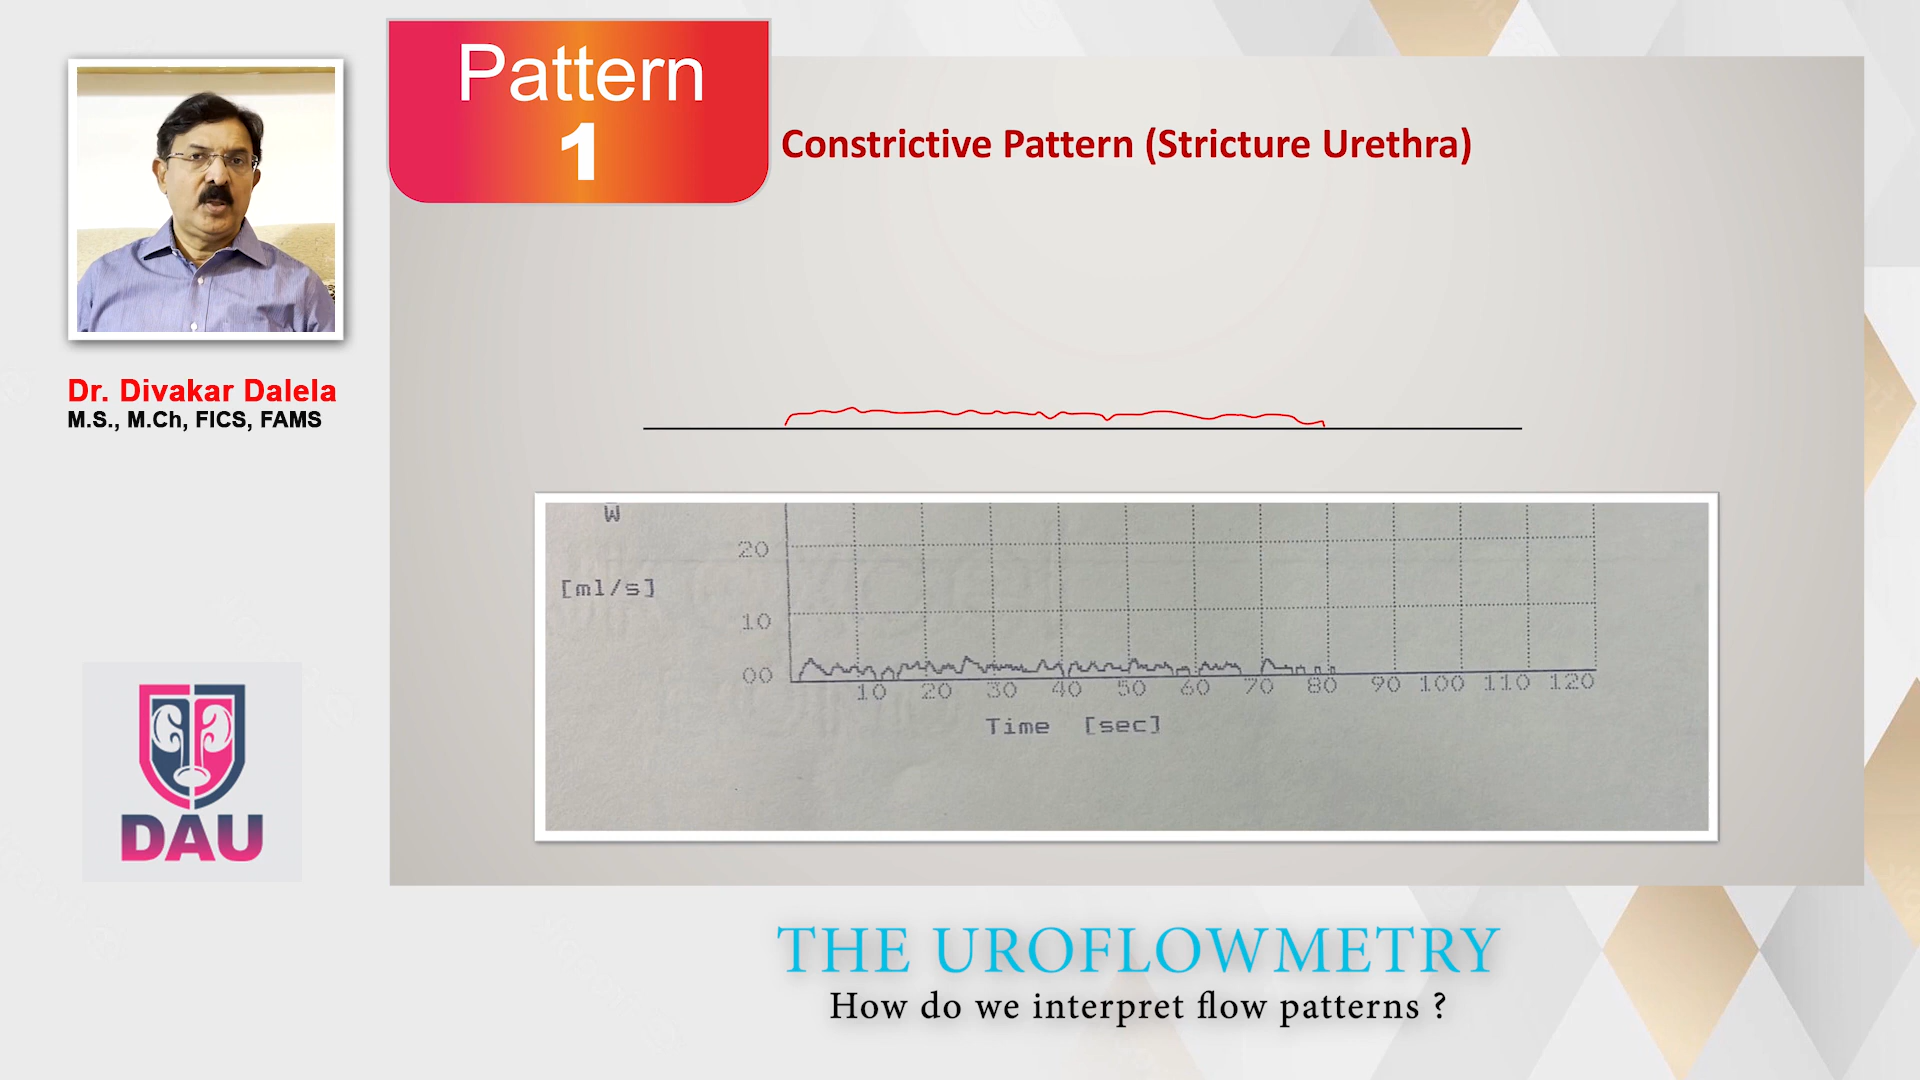 Pattern
1
Constrictive Pattern (Stricture Urethra)
Dr. Divakar Dalela
M.S., M.Ch, FICS, FAMS
W
20
[ml/s]
10
00
10 20 30 40 50 60 70 80 90 100 110 120
Time [sec]
DAU
THE UROFLOWMETRY
How do we interpret flow patterns ?